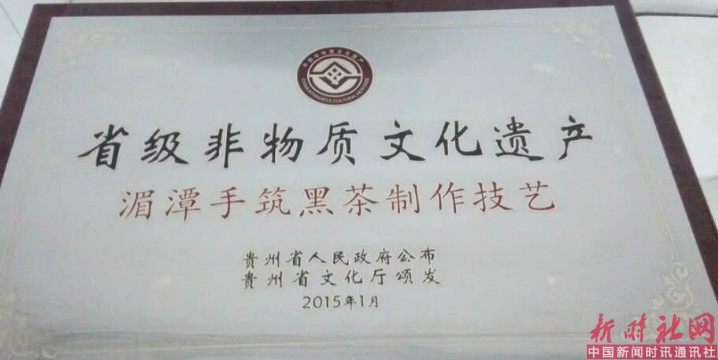 省级非物质文化遗产
湄潭手筑黑茶制作技艺
贵州省人民政府公布
贵州省文化厅颁发
2015年1月
新时社网
中国新闻时讯通讯社